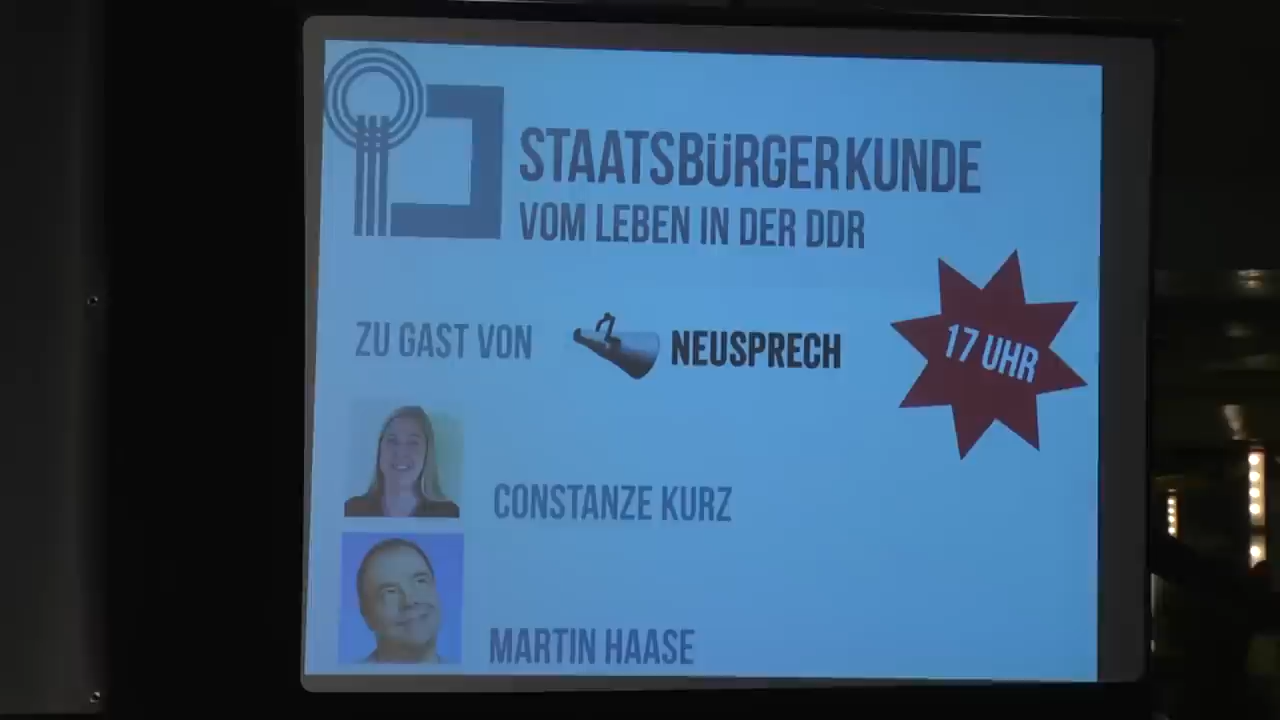 STAATSBüRGERKUNDE
VOM LEBEN IN DER DDR
ZU GAST VON NEUSPRECH
17 UHR
CONSTANZE KURZ
MARTIN HAASE